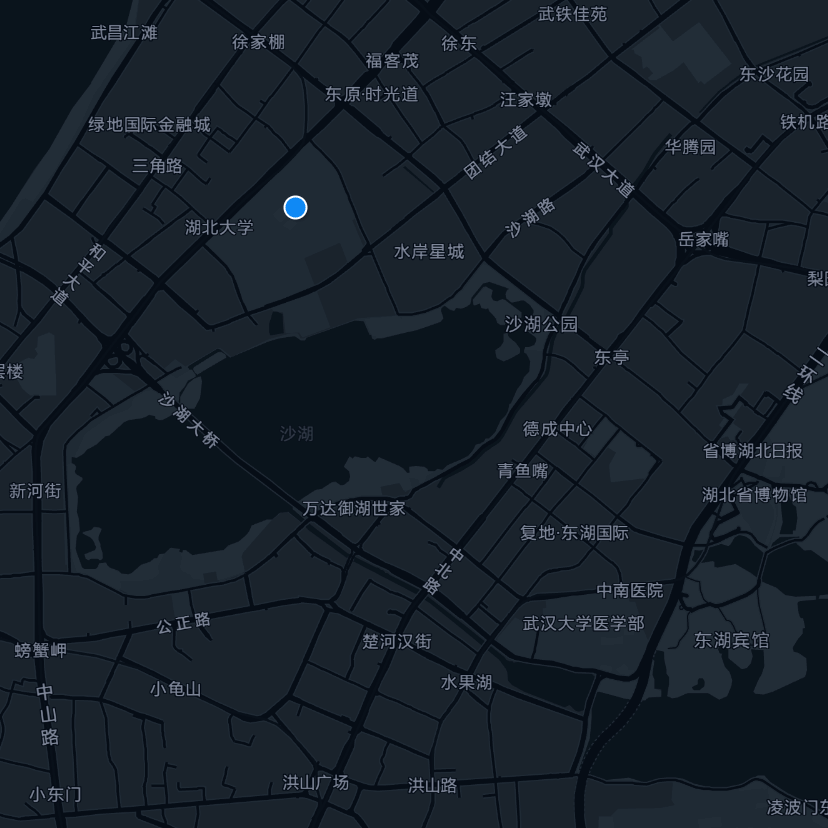 武铁佳苑
武昌江滩
徐家棚
徐东
福客茂
东沙花园
东原·时光道
汪家墩
铁机路
绿地国际金融城
团结大道
华腾园
三角路
武汉大道
沙湖路
湖北大学
岳家嘴
水岸星城
和平大道
沙湖公园
东亭
二环线
沙湖大桥
德成中心
沙湖
省博湖北日报
青鱼嘴
新河街
湖北省博物馆
万达御湖世家
复地·东湖国际
中北路
中南医院
公正路
武汉大学医学部
楚河汉街
东湖宾馆
螃蟹岬
水果湖
小龟山
中山路
洪山广场
洪山路
小东门
凌波门东